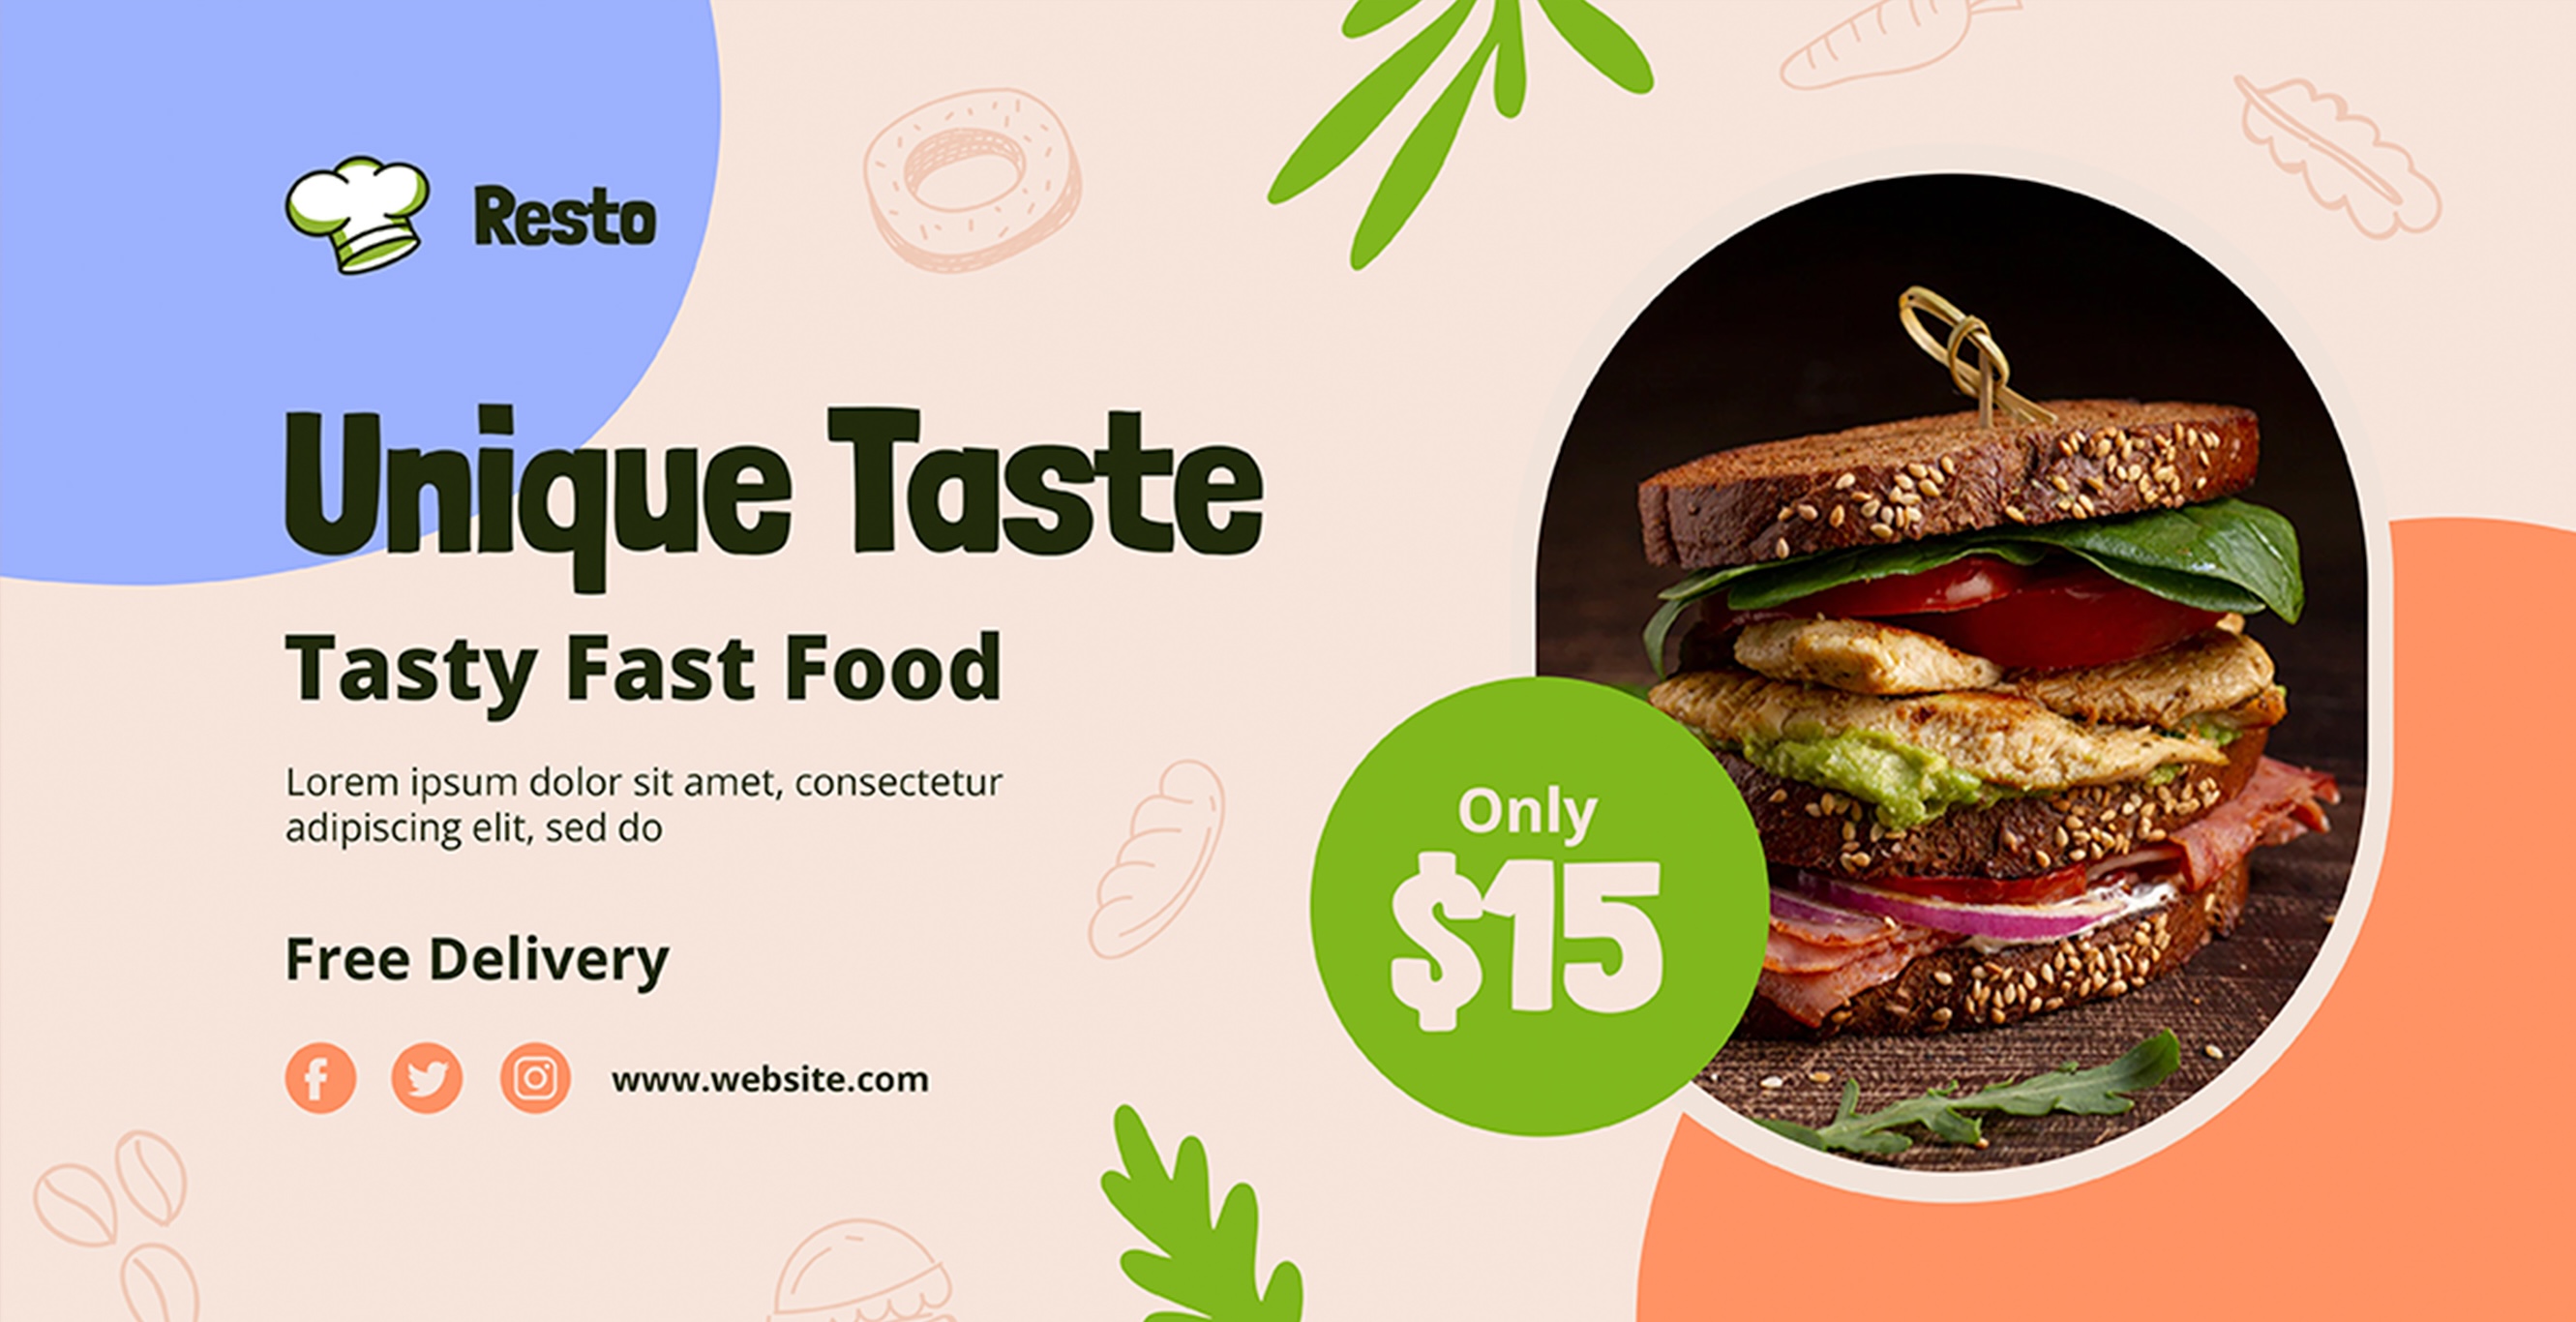 Resto
Unique Taste
Tasty Fast Food
Lorem ipsum dolor sit amet, consectetur
adipiscing elit, sed do
Free Delivery
www.website.com
Only
$15